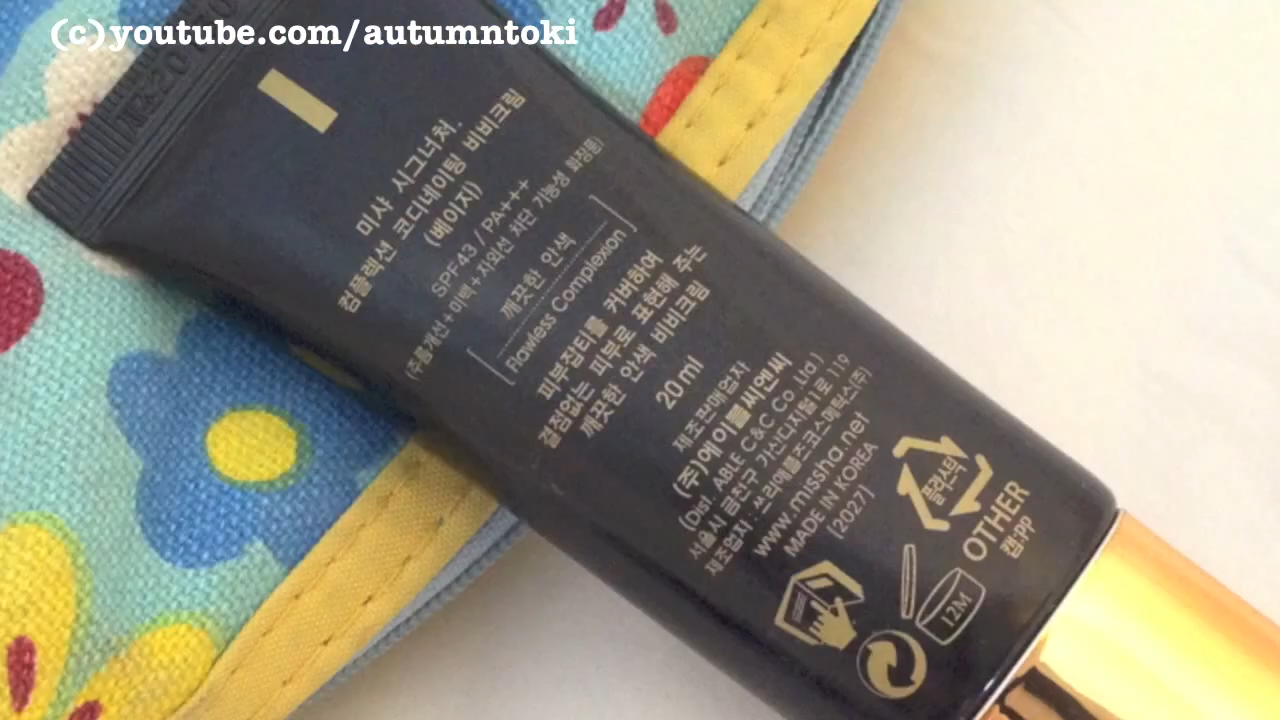 (c)youtube.com/autumntoki
미샤 시그너처.
컴플렉션 코디네이팅 비비크림
(베이지)
SPF43 / PA+++
(주름개선+미백+자외선 차단 기능성 화장품)
깨끗한 안색
[Flawless Complexion]
피부잡티를 커버하여
결점없는 피부로 표현해 주는
깨끗한 안색 비비크림
20 ml
제조판매업자
(주)에이블씨엔씨
(Dist. ABLE C&C Co. Ltd.)
서울시 금천구 가산디지털1로 119
제조업자 : 코스메틱스(주)
www.missha.net
MADE IN KOREA
[2027]
플라스틱
OTHER
캡:PP
12M